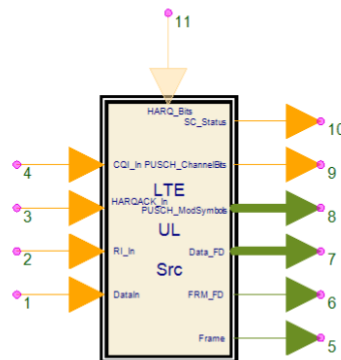 11
HARQ_Bits
SC_Status
10
CQI_In PUSCH_ChannelBits
4
9
LTE
HARQACK_In
PUSCH_ModSymbols
3
8
UL
RI_In
Data_FD
2
7
Src
DataIn
FRM_FD
1
6
Frame
5